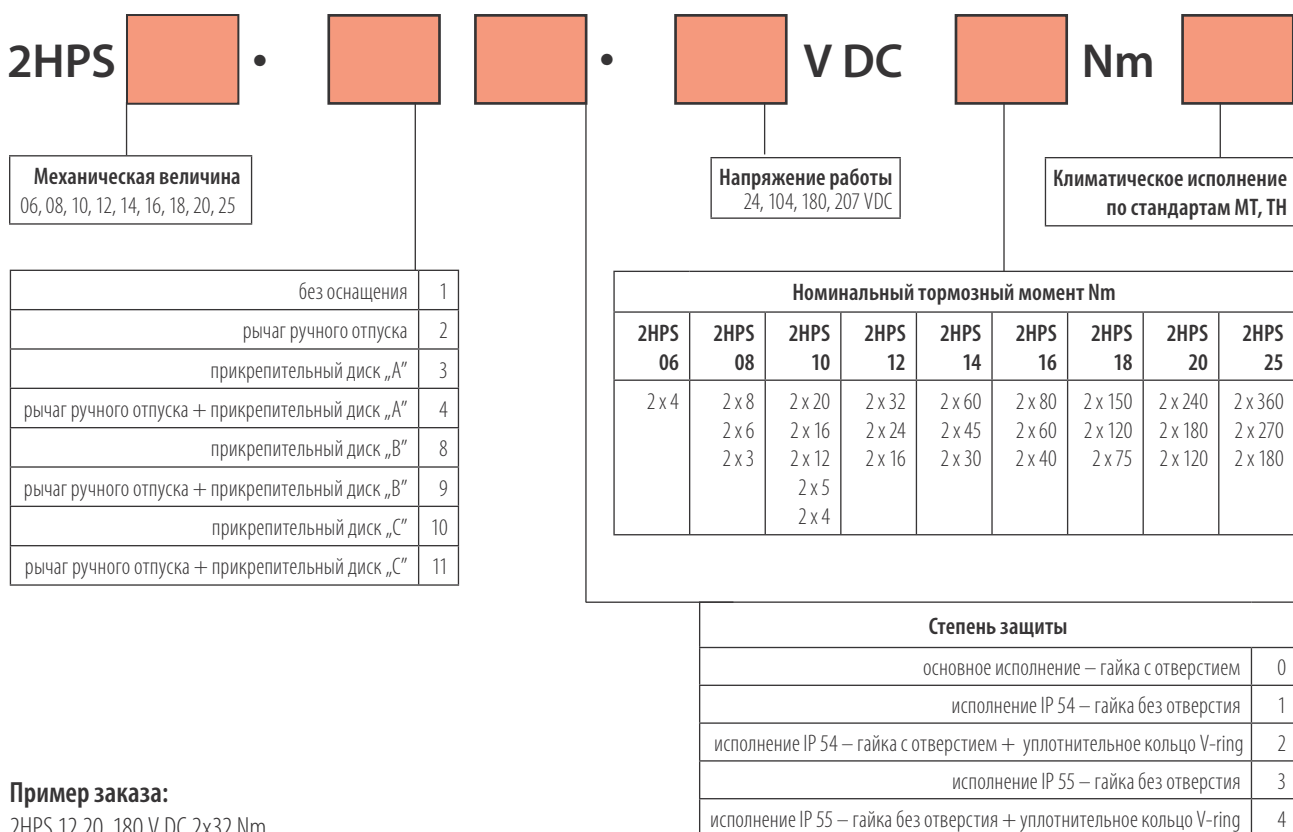 2HPS • • V DC Nm
Механическая величина
06, 08, 10, 12, 14, 16, 18, 20, 25
Напряжение работы
24, 104, 180, 207 VDC
Климатическое исполнение
по стандартам MT, TH
без оснащения 1
рычаг ручного отпуска 2
прикрепительный диск „A” 3
рычаг ручного отпуска + прикрепительный диск „A” 4
прикрепительный диск „B” 8
рычаг ручного отпуска + прикрепительный диск „B” 9
прикрепительный диск „C” 10
рычаг ручного отпуска + прикрепительный диск „C” 11
Номинальный тормозный момент Nm
2HPS 2HPS 2HPS 2HPS 2HPS 2HPS 2HPS 2HPS 2HPS
06 08 10 12 14 16 18 20 25
2 x 4 2 x 8 2 x 20 2 x 32 2 x 60 2 x 80 2 x 150 2 x 240 2 x 360
2 x 6 2 x 16 2 x 24 2 x 45 2 x 60 2 x 120 2 x 180 2 x 270
2 x 3 2 x 12 2 x 16 2 x 30 2 x 40 2 x 75 2 x 120 2 x 180
2 x 5
2 x 4
Степень защиты
основное исполнение – гайка с отверстием 0
исполнение IP 54 – гайка без отверстия 1
исполнение IP 54 – гайка с отверстием + уплотнительное кольцо V-ring 2
исполнение IP 55 – гайка без отверстия 3
исполнение IP 55 – гайка без отверстия + уплотнительное кольцо V-ring 4
Пример заказа:
2HPS 12.20. 180 V DC 2x32 Nm